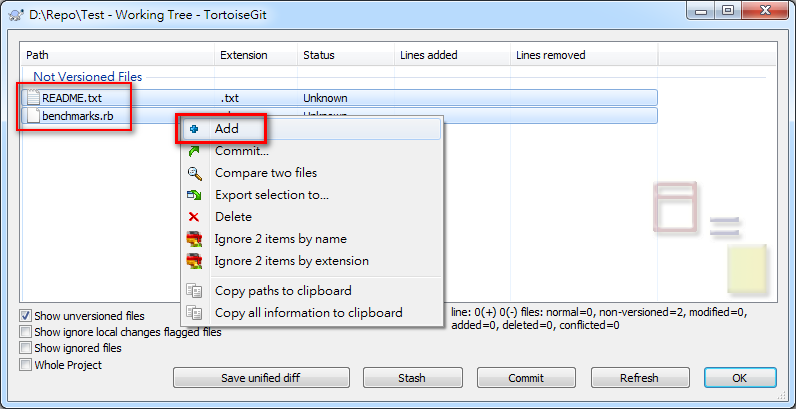 D:\Repo\Test - Working Tree - TortoiseGit
Path Extension Status Lines added Lines removed
Not Versioned Files
README.txt .txt Unknown
benchmarks.rb
Add
Commit...
Compare two files
Export selection to...
Delete
Ignore 2 items by name
Ignore 2 items by extension
Copy paths to clipboard
Copy all information to clipboard
Show unversioned files
Show ignore local changes flagged files
Show ignored files
Whole Project
line: 0(+) 0(-) files: normal=0, non-versioned=2, modified=0,
added=0, deleted=0, conflicted=0
Save unified diff Stash Commit Refresh OK